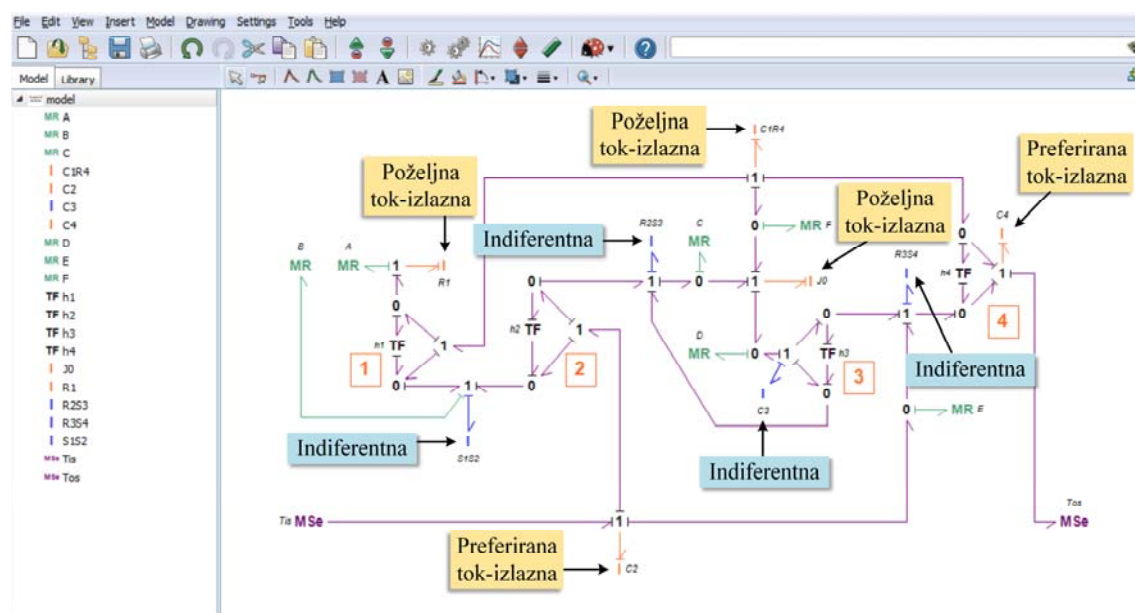 File Edit View Insert Model Drawing Settings Tools Help
Model Library
model
MR A
MR B
MR C
I C1R4
I C2
I C3
I C4
MR D
MR E
MR F
TF h1
TF h2
TF h3
TF h4
I J0
I R1
I R2S3
I R3S4
I S1S2
MSe Tis
MSe Tos
Poželjna
tok-izlazna
I C1R4
Preferirana
tok-izlazna
Poželjna
tok-izlazna
1
Poželjna
tok-izlazna
C4
I
Indiferentna
R2S3
I
C
MR
0
MR F
0
R3S4
I
B
MR
A
MR
1
I
R1
0
1
0
1
I J0
h4 TF
1
0
h2 TF
1
D
MR
0
1
0
TF h3
1
0
4
h1 TF
1
1
0
1
0
2
0
3
Indiferentna
I
C3
0
MR E
Indiferentna
I
S1S2
Indiferentna
Tis MSe
1
Tos
MSe
Preferirana
tok-izlazna
I C2